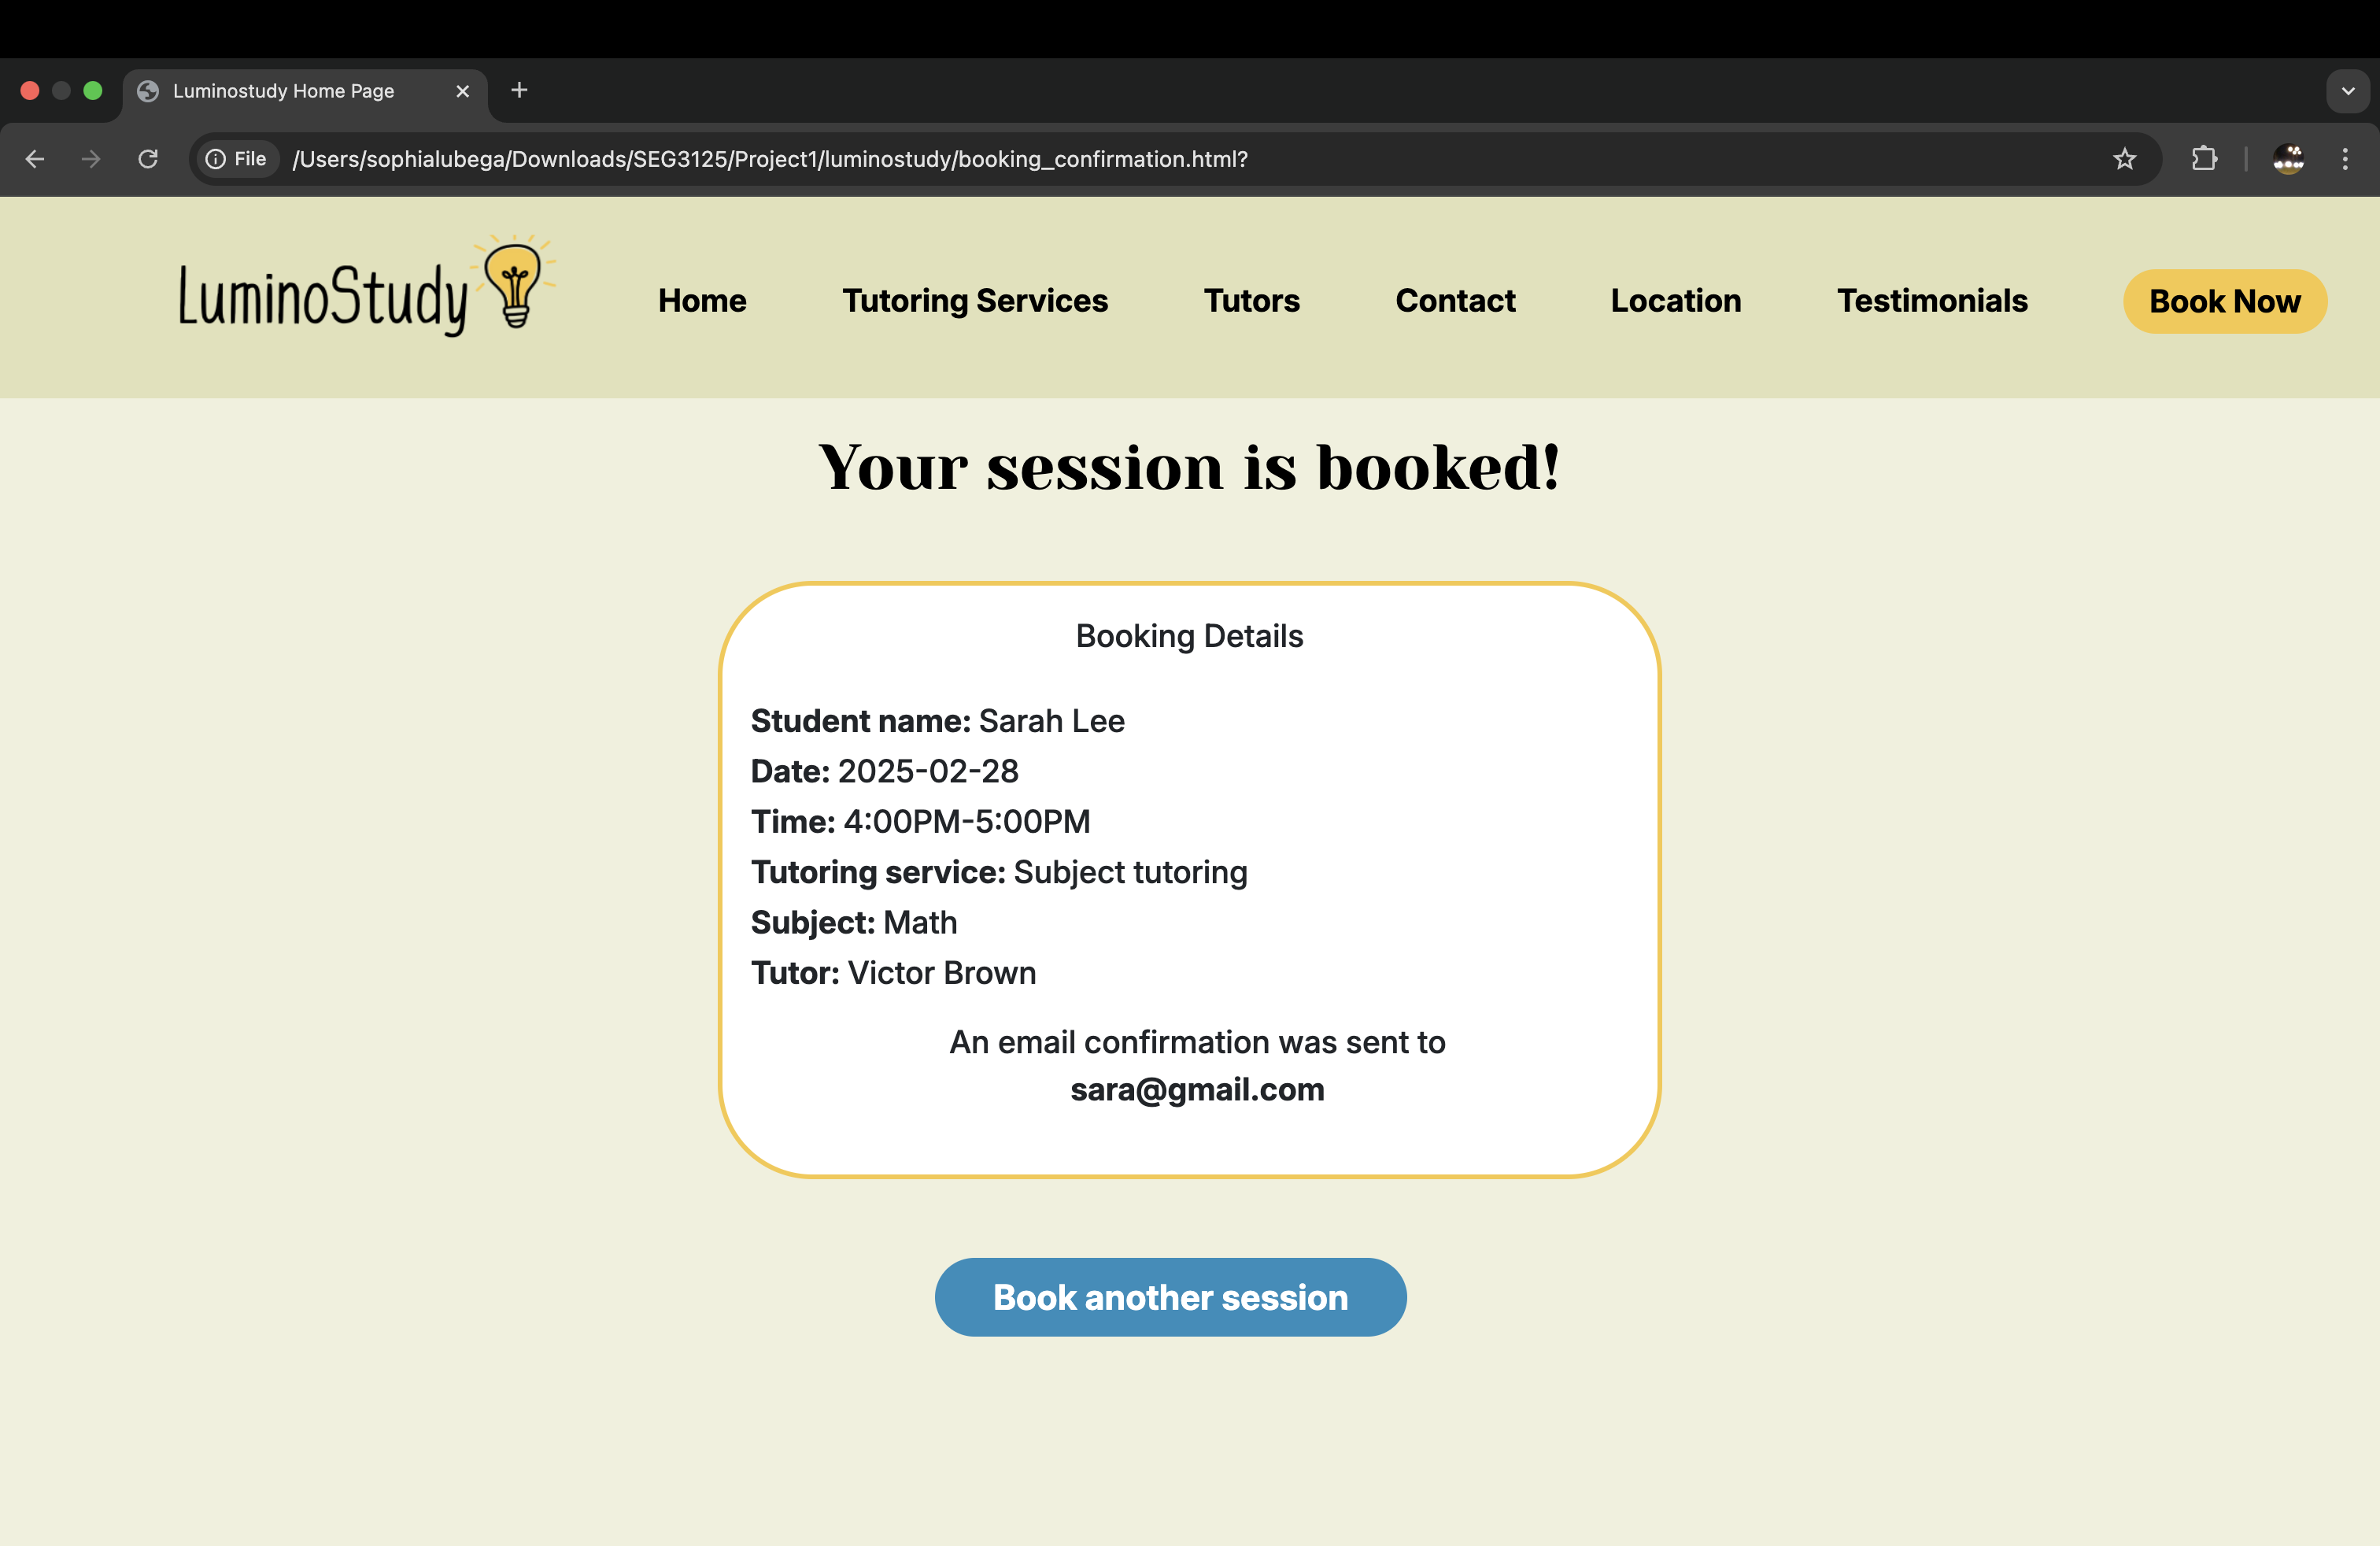 Luminostudy Home Page
File /Users/sophialubega/Downloads/SEG3125/Project1/luminostudy/booking_confirmation.html?
LuminoStudy Home Tutoring Services Tutors Contact Location Testimonials Book Now
Your session is booked!
Booking Details
Student name: Sarah Lee
Date: 2025-02-28
Time: 4:00PM-5:00PM
Tutoring service: Subject tutoring
Subject: Math
Tutor: Victor Brown
An email confirmation was sent to
sara@gmail.com
Book another session